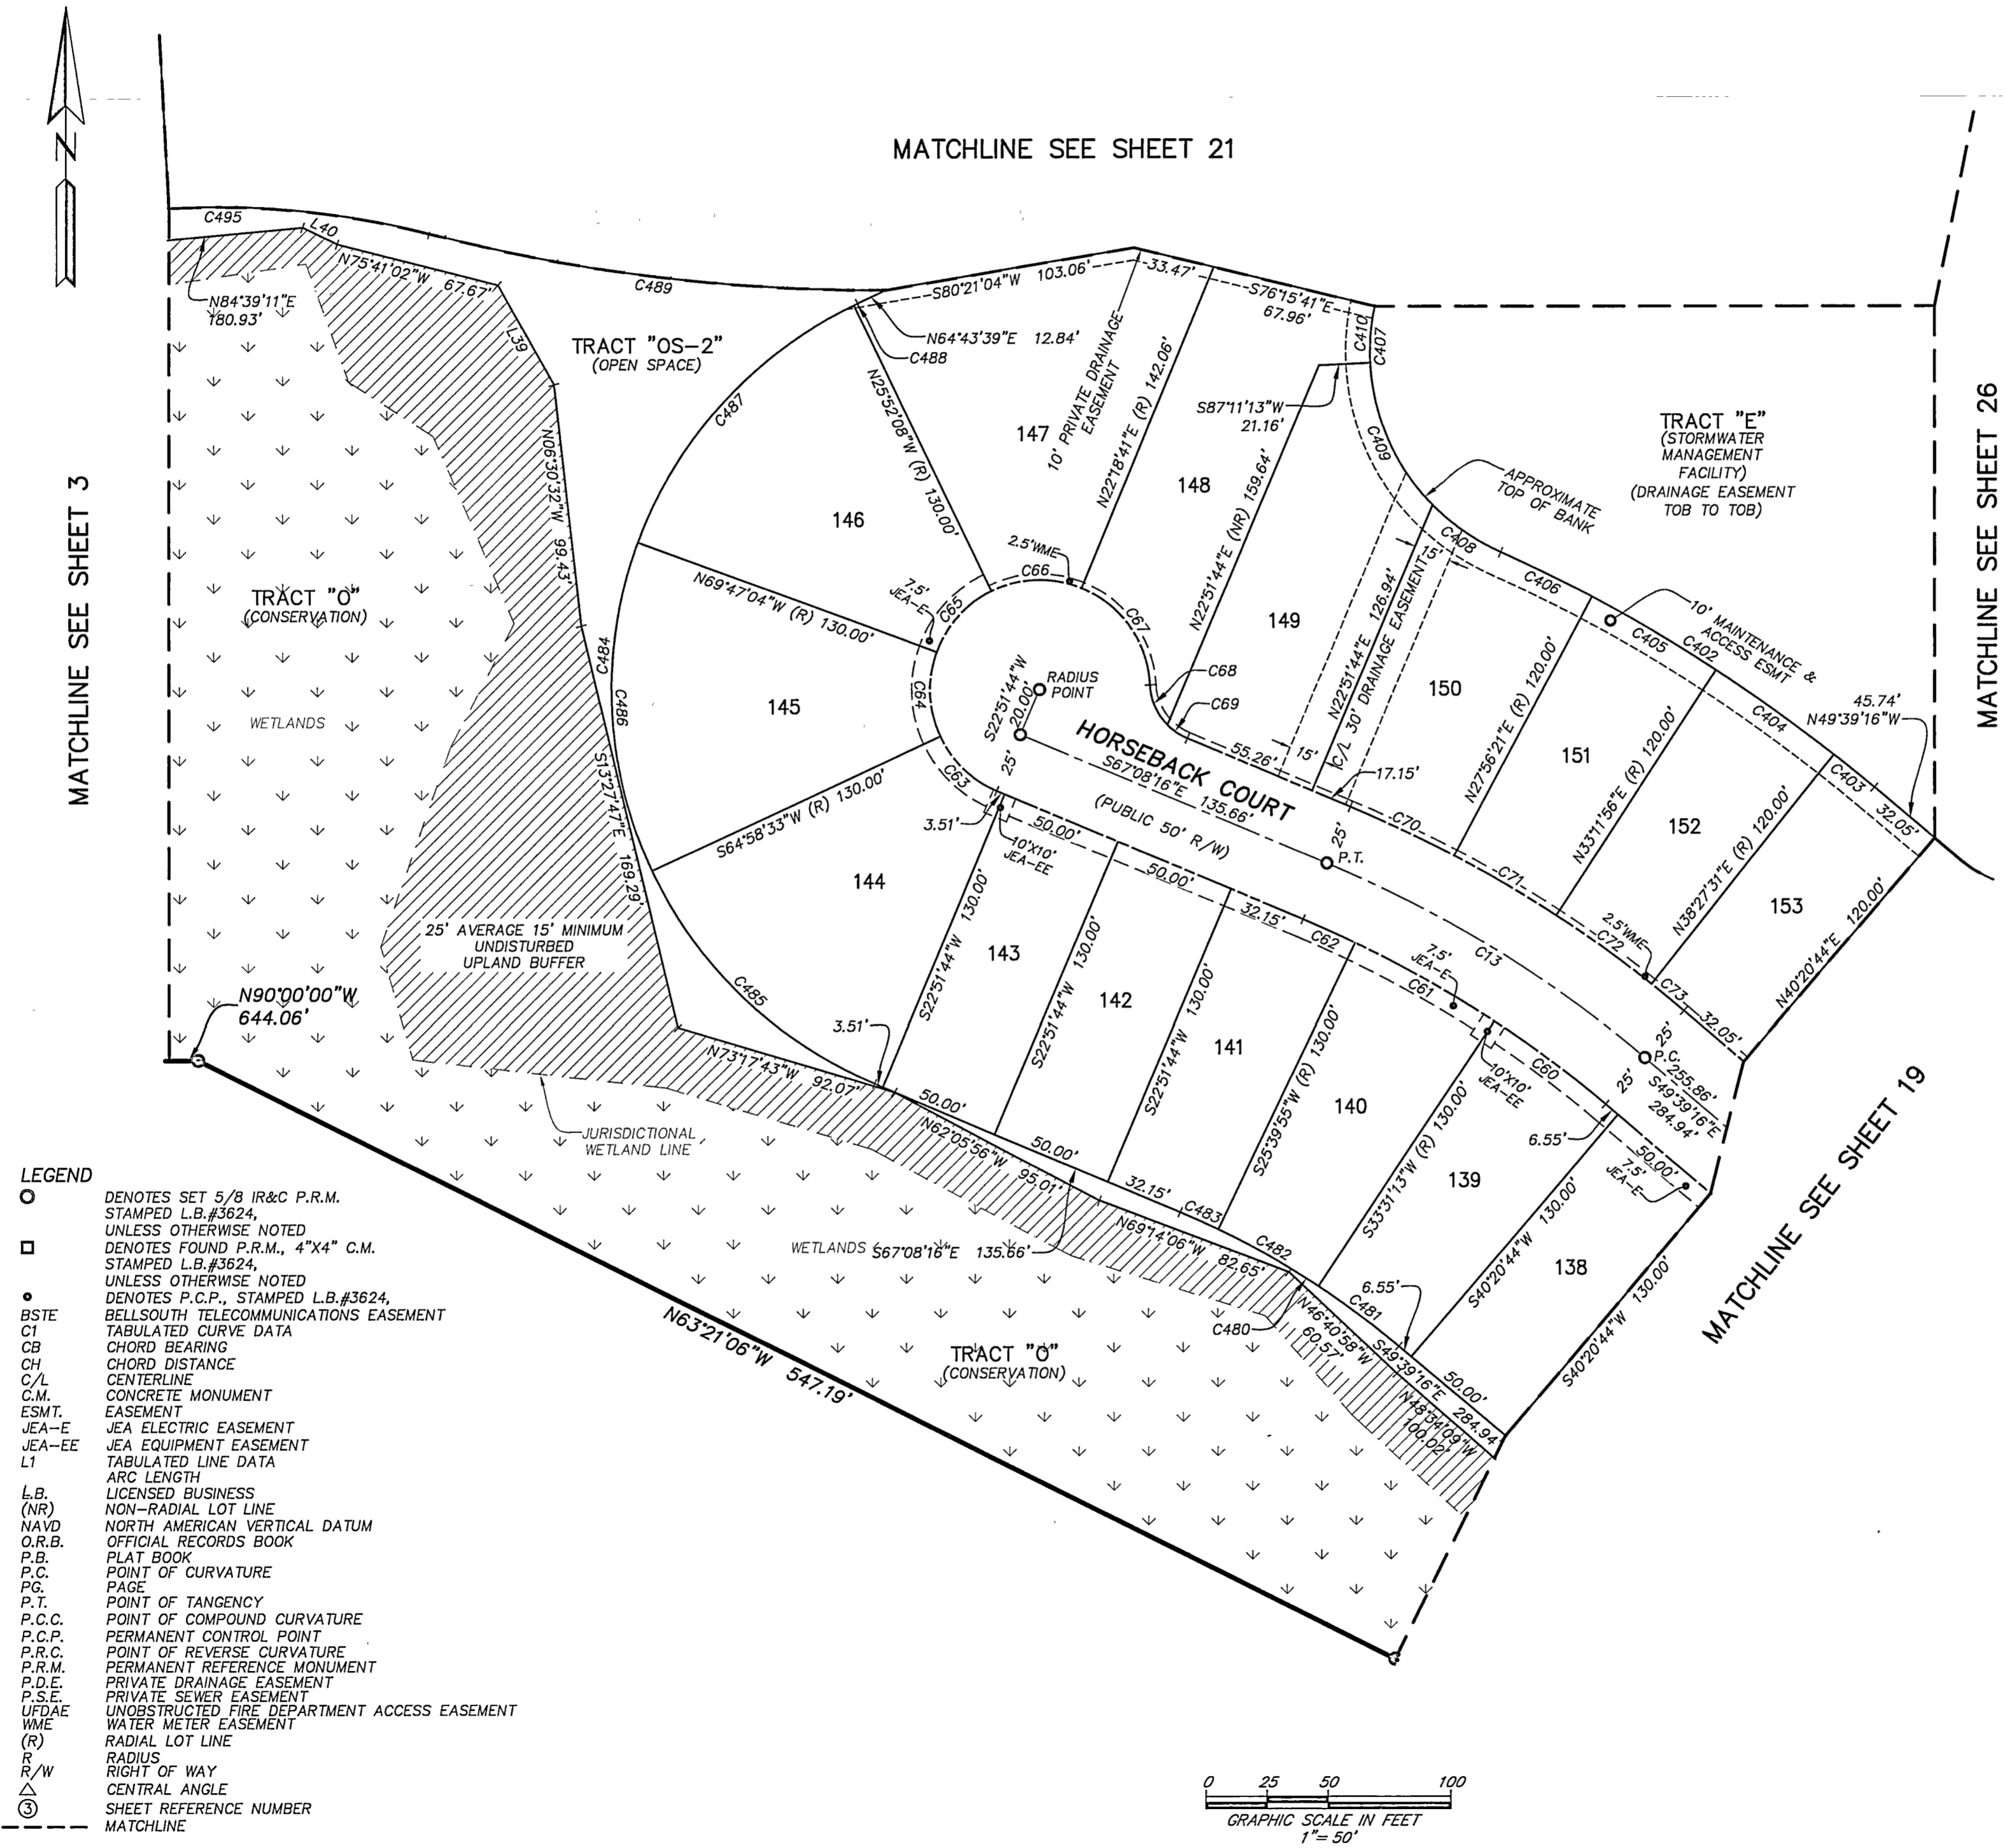 N
MATCHLINE SEE SHEET 21
MATCHLINE SEE SHEET 3
MATCHLINE SEE SHEET 26
MATCHLINE SEE SHEET 19
C495
L40
N75°41'02"W 67.67'
N84°39'11"E
180.93'
L39
C489
TRACT "OS-2"
(OPEN SPACE)
S80°21'04"W 103.06'
33.47'
S76°15'41"E
67.96'
N64°43'39"E 12.84'
C488
C487
10' PRIVATE DRAINAGE
EASEMENT
C410
C407
S87°11'13"W
21.16'
C409
TRACT "E"
(STORMWATER
MANAGEMENT
FACILITY)
(DRAINAGE EASEMENT
TOB TO TOB)
APPROXIMATE
TOP OF BANK
N06°30'32"W 99.43'
N25°52'08"W (R) 130.00'
147
N22°18'41"E (R) 142.06'
148
N22°51'44"E (NR) 159.64'
146
2.5'WME
C66
C408
15'
C406
TRACT "O"
(CONSERVATION)
N69°47'04"W (R) 130.00'
7.5'
JEA-E
C65
C67
149
N22°51'44"E 126.94'
C/L 30' DRAINAGE EASEMENT
10' MAINTENANCE &
ACCESS ESMT
C405
C402
C484
C486
C64
S22°51'44"W
20.00'
RADIUS
POINT
C68
C69
150
N27°56'21"E (R) 120.00'
C404
45.74'
N49°39'16"W
145
WETLANDS
HORSEBACK COURT
(PUBLIC 50' R/W)
S67°08'16"E 135.66'
55.26'
15'
17.15'
151
N33°11'56"E (R) 120.00'
C403
32.05'
S13°27'47"E 169.29'
S64°58'33"W (R) 130.00'
C63
25'
3.51'
50.00'
10'X10'
JEA-EE
25'
P.T.
C70
152
N38°27'31"E (R) 120.00'
144
50.00'
C71
153
25' AVERAGE 15' MINIMUM
UNDISTURBED
UPLAND BUFFER
S22°51'44"W 130.00'
143
32.15'
C62
C13
2.5'WME
C72
N40°20'44"E 120.00'
N90°00'00"W
644.06'
C485
S22°51'44"W 130.00'
142
7.5'
JEA-E
C61
C73
32.05'
3.51'
N73°17'43"W 92.07'
S22°51'44"W 130.00'
141
S25°39'55"W (R) 130.00'
140
10'X10'
JEA-EE
C60
25'
P.C.
25'
255.86'
S49°39'16"E
284.94'
50.00'
N62°05'56"W 95.01'
JURISDICTIONAL
WETLAND LINE
50.00'
32.15'
C483
S33°31'13"W (R) 130.00'
139
6.55'
50.00'
7.5'
JEA-E
WETLANDS
S67°08'16"E 135.66'
N69°14'06"W 82.65'
C482
C481
C480
6.55'
S40°20'44"W 130.00'
138
S40°20'44"W 130.00'
N46°40'58"W
60.57'
S49°39'16"E 284.94
50.00'
N48°34'09"W
100.02'
TRACT "O"
(CONSERVATION)
N63°21'06"W 547.19'
LEGEND
DENOTES SET 5/8 IR&C P.R.M.
STAMPED L.B.#3624,
UNLESS OTHERWISE NOTED
DENOTES FOUND P.R.M., 4"X4" C.M.
STAMPED L.B.#3624,
UNLESS OTHERWISE NOTED
DENOTES P.C.P., STAMPED L.B.#3624,
BSTE BELLSOUTH TELECOMMUNICATIONS EASEMENT
C1 TABULATED CURVE DATA
CB CHORD BEARING
CH CHORD DISTANCE
C/L CENTERLINE
C.M. CONCRETE MONUMENT
ESMT. EASEMENT
JEA-E JEA ELECTRIC EASEMENT
JEA-EE JEA EQUIPMENT EASEMENT
L1 TABULATED LINE DATA
L ARC LENGTH
L.B. LICENSED BUSINESS
(NR) NON-RADIAL LOT LINE
NAVD NORTH AMERICAN VERTICAL DATUM
O.R.B. OFFICIAL RECORDS BOOK
P.B. PLAT BOOK
P.C. POINT OF CURVATURE
PG. PAGE
P.T. POINT OF TANGENCY
P.C.C. POINT OF COMPOUND CURVATURE
P.C.P. PERMANENT CONTROL POINT
P.R.C. POINT OF REVERSE CURVATURE
P.R.M. PERMANENT REFERENCE MONUMENT
P.D.E. PRIVATE DRAINAGE EASEMENT
P.S.E. PRIVATE SEWER EASEMENT
UFDAE UNOBSTRUCTED FIRE DEPARTMENT ACCESS EASEMENT
WME WATER METER EASEMENT
(R) RADIAL LOT LINE
R RADIUS
R/W RIGHT OF WAY
△ CENTRAL ANGLE
③ SHEET REFERENCE NUMBER
MATCHLINE
0 25 50 100
GRAPHIC SCALE IN FEET
1"= 50'